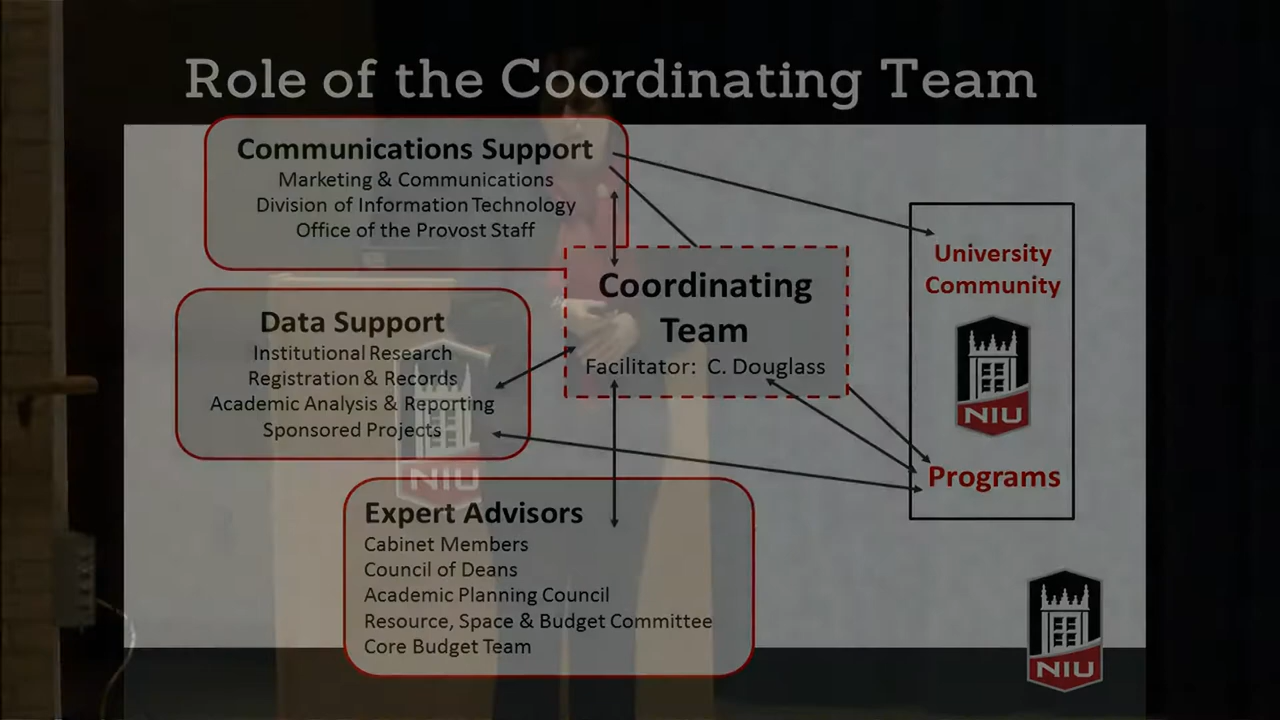 Role of the Coordinating Team
Communications Support
Marketing & Communications
Division of Information Technology
Office of the Provost Staff
Coordinating
Team
Facilitator: C. Douglass
Data Support
Institutional Research
Registration & Records
Academic Analysis & Reporting
Sponsored Projects
NIU
Expert Advisors
Cabinet Members
Council of Deans
Academic Planning Council
Resource, Space & Budget Committee
Core Budget Team
University
Community
NIU
Programs
NIU